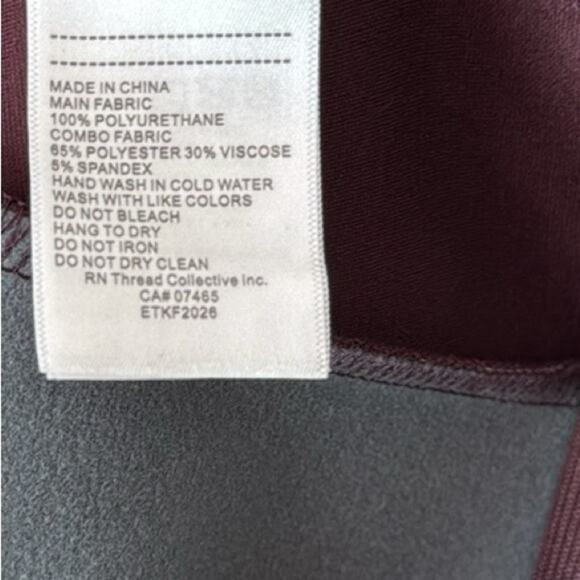 MADE IN CHINA
MAIN FABRIC
100% POLYURETHANE
COMBO FABRIC
65% POLYESTER 30% VISCOSE
5% SPANDEX
HAND WASH IN COLD WATER
WASH WITH LIKE COLORS
DO NOT BLEACH
HANG TO DRY
DO NOT IRON
DO NOT DRY CLEAN
RN Thread Collective Inc.
CA# 07465
ETKF2026